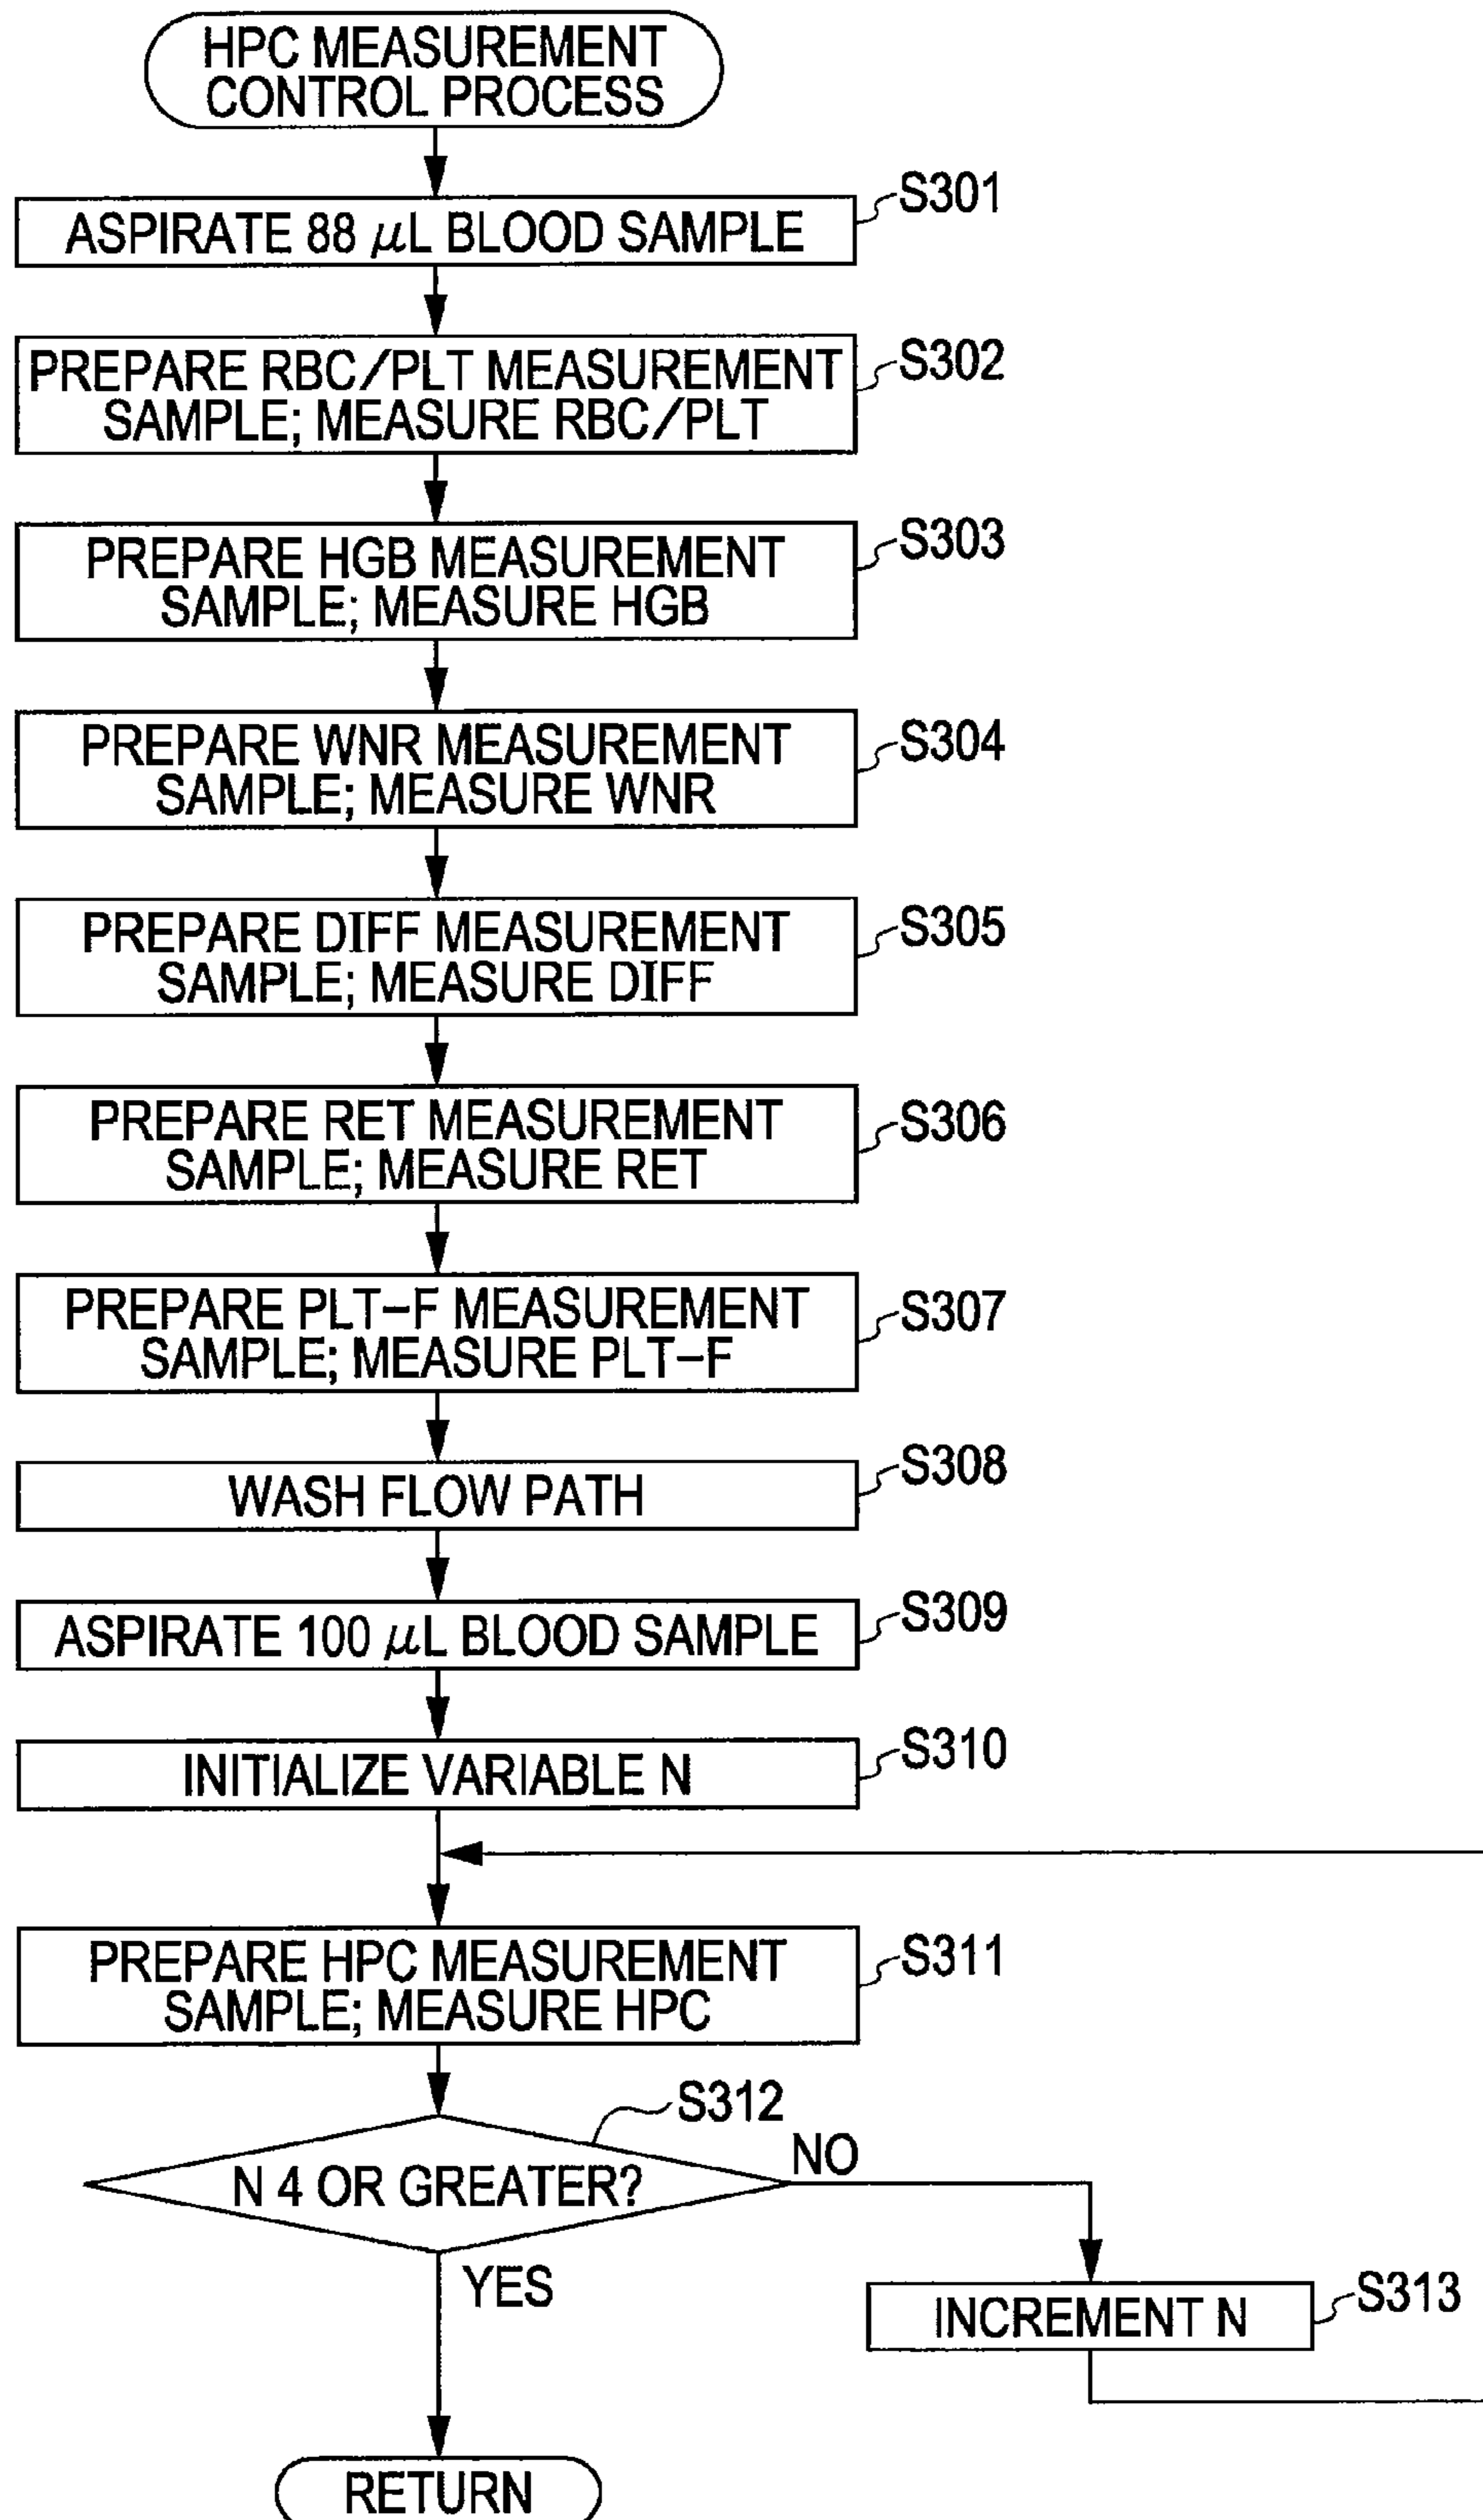 HPC MEASUREMENT
CONTROL PROCESS
S301
ASPIRATE 88 μL BLOOD SAMPLE
S302
PREPARE RBC/PLT MEASUREMENT
SAMPLE; MEASURE RBC/PLT
S303
PREPARE HGB MEASUREMENT
SAMPLE; MEASURE HGB
S304
PREPARE WNR MEASUREMENT
SAMPLE; MEASURE WNR
S305
PREPARE DIFF MEASUREMENT
SAMPLE; MEASURE DIFF
S306
PREPARE RET MEASUREMENT
SAMPLE; MEASURE RET
S307
PREPARE PLT-F MEASUREMENT
SAMPLE; MEASURE PLT-F
S308
WASH FLOW PATH
S309
ASPIRATE 100 μL BLOOD SAMPLE
S310
INITIALIZE VARIABLE N
S311
PREPARE HPC MEASUREMENT
SAMPLE; MEASURE HPC
S312
N 4 OR GREATER?
NO
YES
S313
INCREMENT N
RETURN